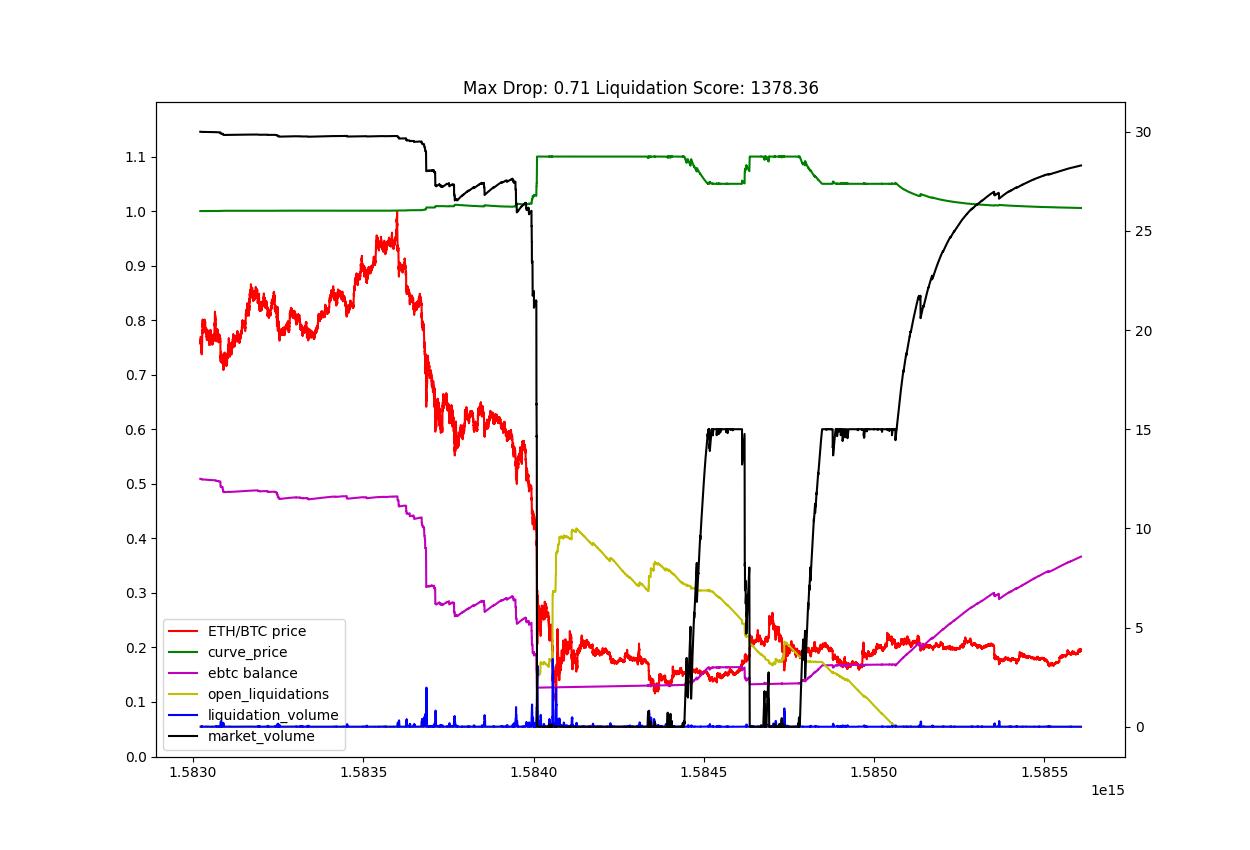 Max Drop: 0.71 Liquidation Score: 1378.36
1.1
1.0
0.9
0.8
0.7
0.6
0.5
0.4
0.3
0.2
0.1
0.0
30
25
20
15
10
5
0
ETH/BTC price
curve_price
ebtc balance
open_liquidations
liquidation_volume
market_volume
1.5830 1.5835 1.5840 1.5845 1.5850 1.5855
1e15